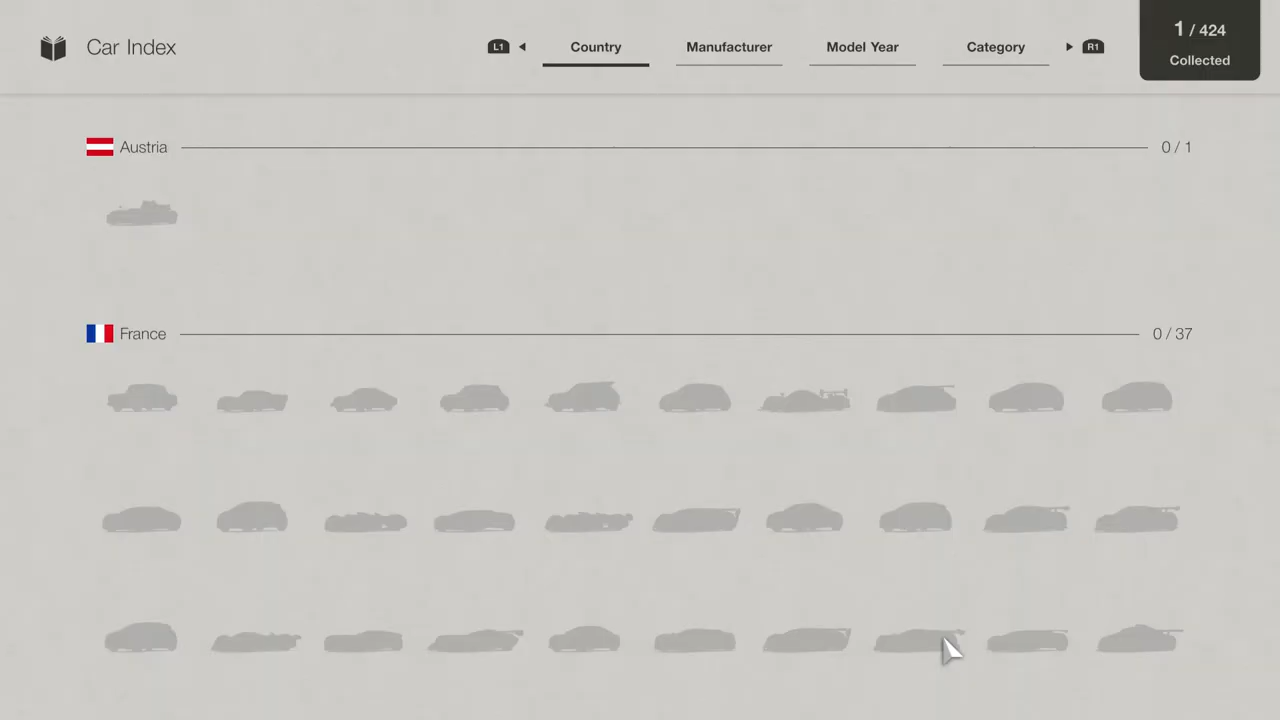 Car Index
L1
Country
Manufacturer
Model Year
Category
R1
1 / 424
Collected
Austria
0 / 1
France
0 / 37